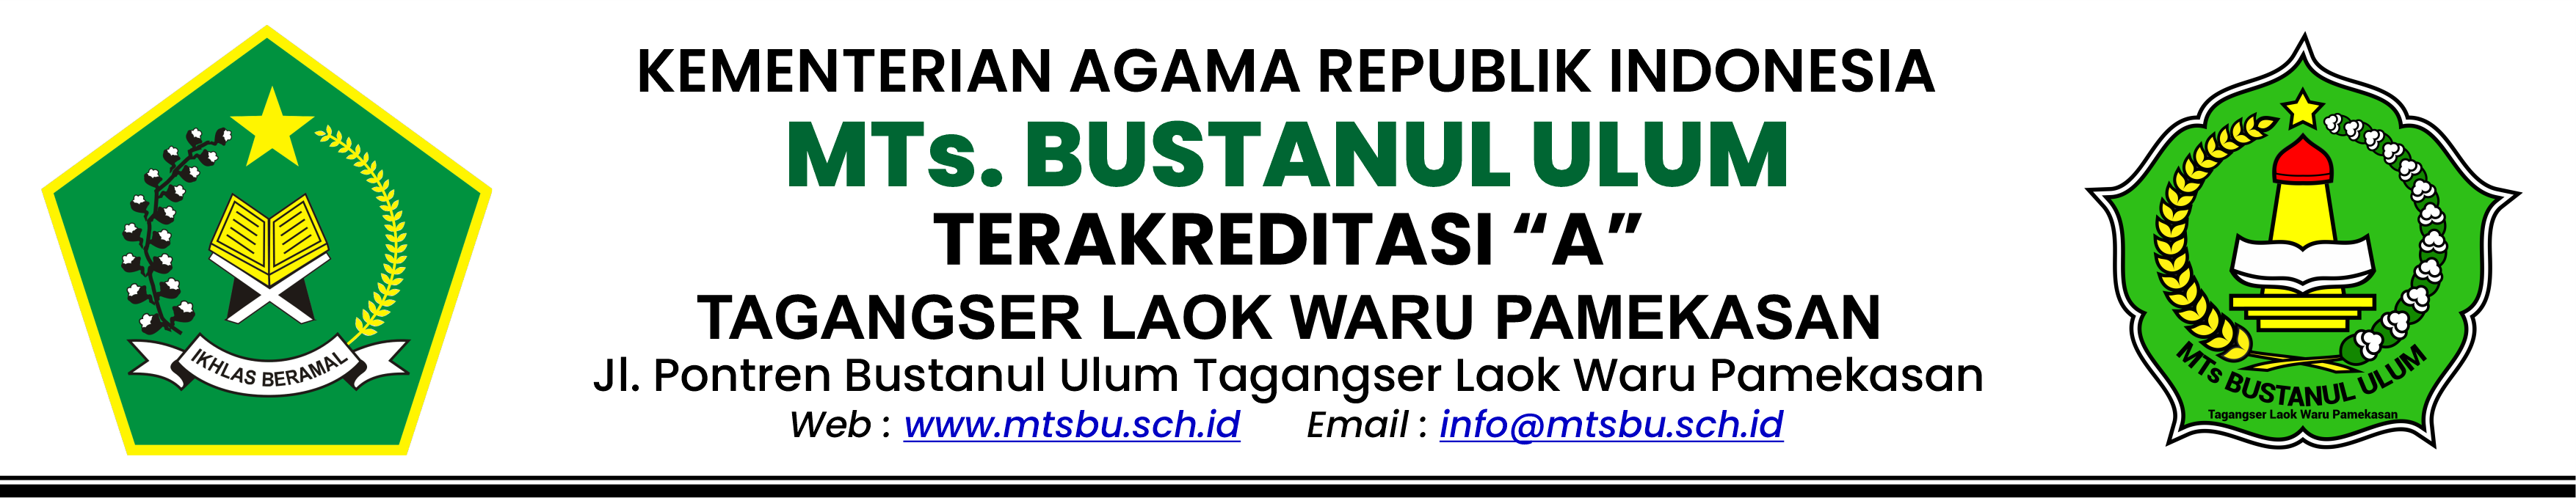 KEMENTERIAN AGAMA REPUBLIK INDONESIA
MTs. BUSTANUL ULUM
TERAKREDITASI “A”
TAGANGSER LAOK WARU PAMEKASAN
Jl. Pontren Bustanul Ulum Tagangser Laok Waru Pamekasan
Web : www.mtsbu.sch.id Email : info@mtsbu.sch.id
IKHLAS BERAMAL
MTs BUSTANUL ULUM
Tagangser Laok Waru Pamekasan